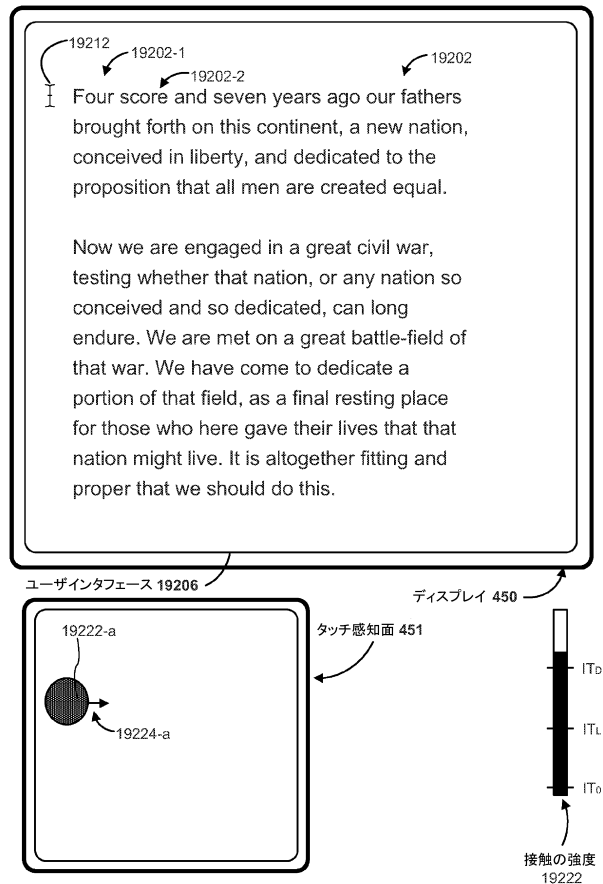 19212
19202-1
19202-2
19202
Four score and seven years ago our fathers
brought forth on this continent, a new nation,
conceived in liberty, and dedicated to the
proposition that all men are created equal.
Now we are engaged in a great civil war,
testing whether that nation, or any nation so
conceived and so dedicated, can long
endure. We are met on a great battle-field of
that war. We have come to dedicate a
portion of that field, as a final resting place
for those who here gave their lives that that
nation might live. It is altogether fitting and
proper that we should do this.
ユーザインタフェース 19206
ディスプレイ 450
19222-a
タッチ感知面 451
19224-a
ITD
ITL
IT0
接触の強度
19222